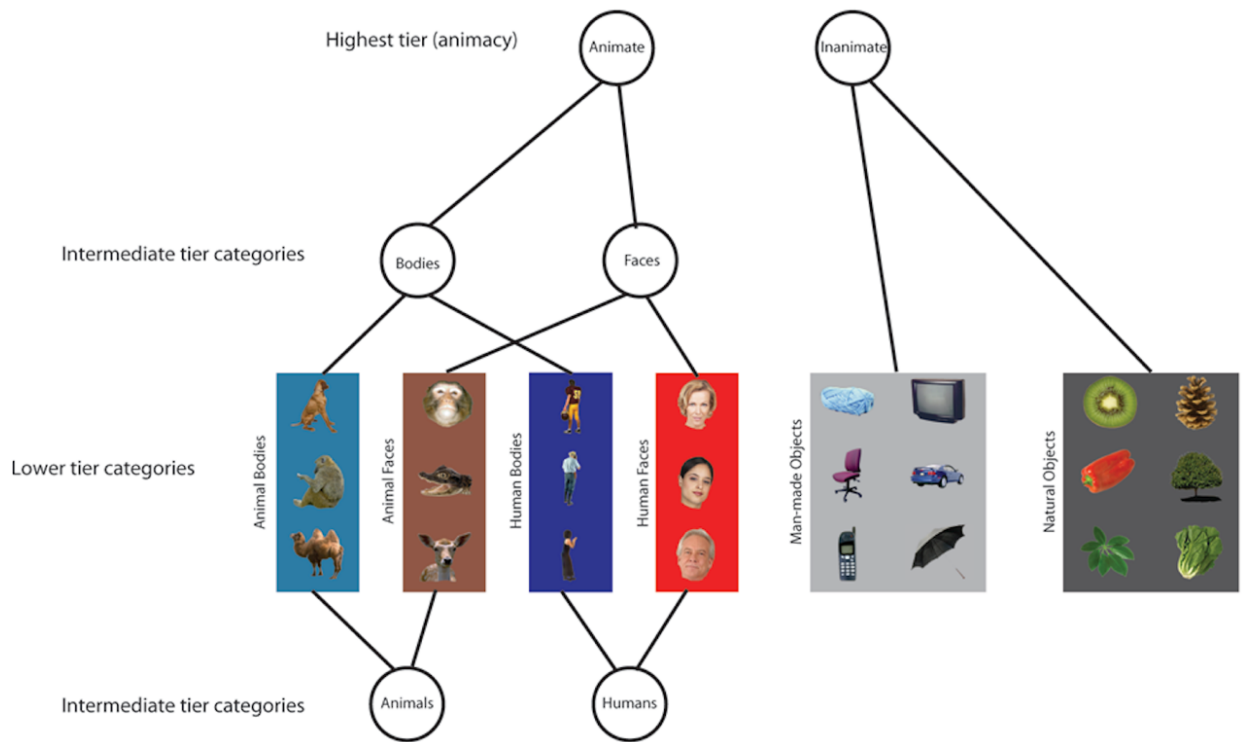 Highest tier (animacy)
Animate
Inanimate
Intermediate tier categories
Bodies
Faces
Lower tier categories
Animal Bodies
Animal Faces
Human Bodies
Human Faces
Man-made Objects
Natural Objects
Intermediate tier categories
Animals
Humans